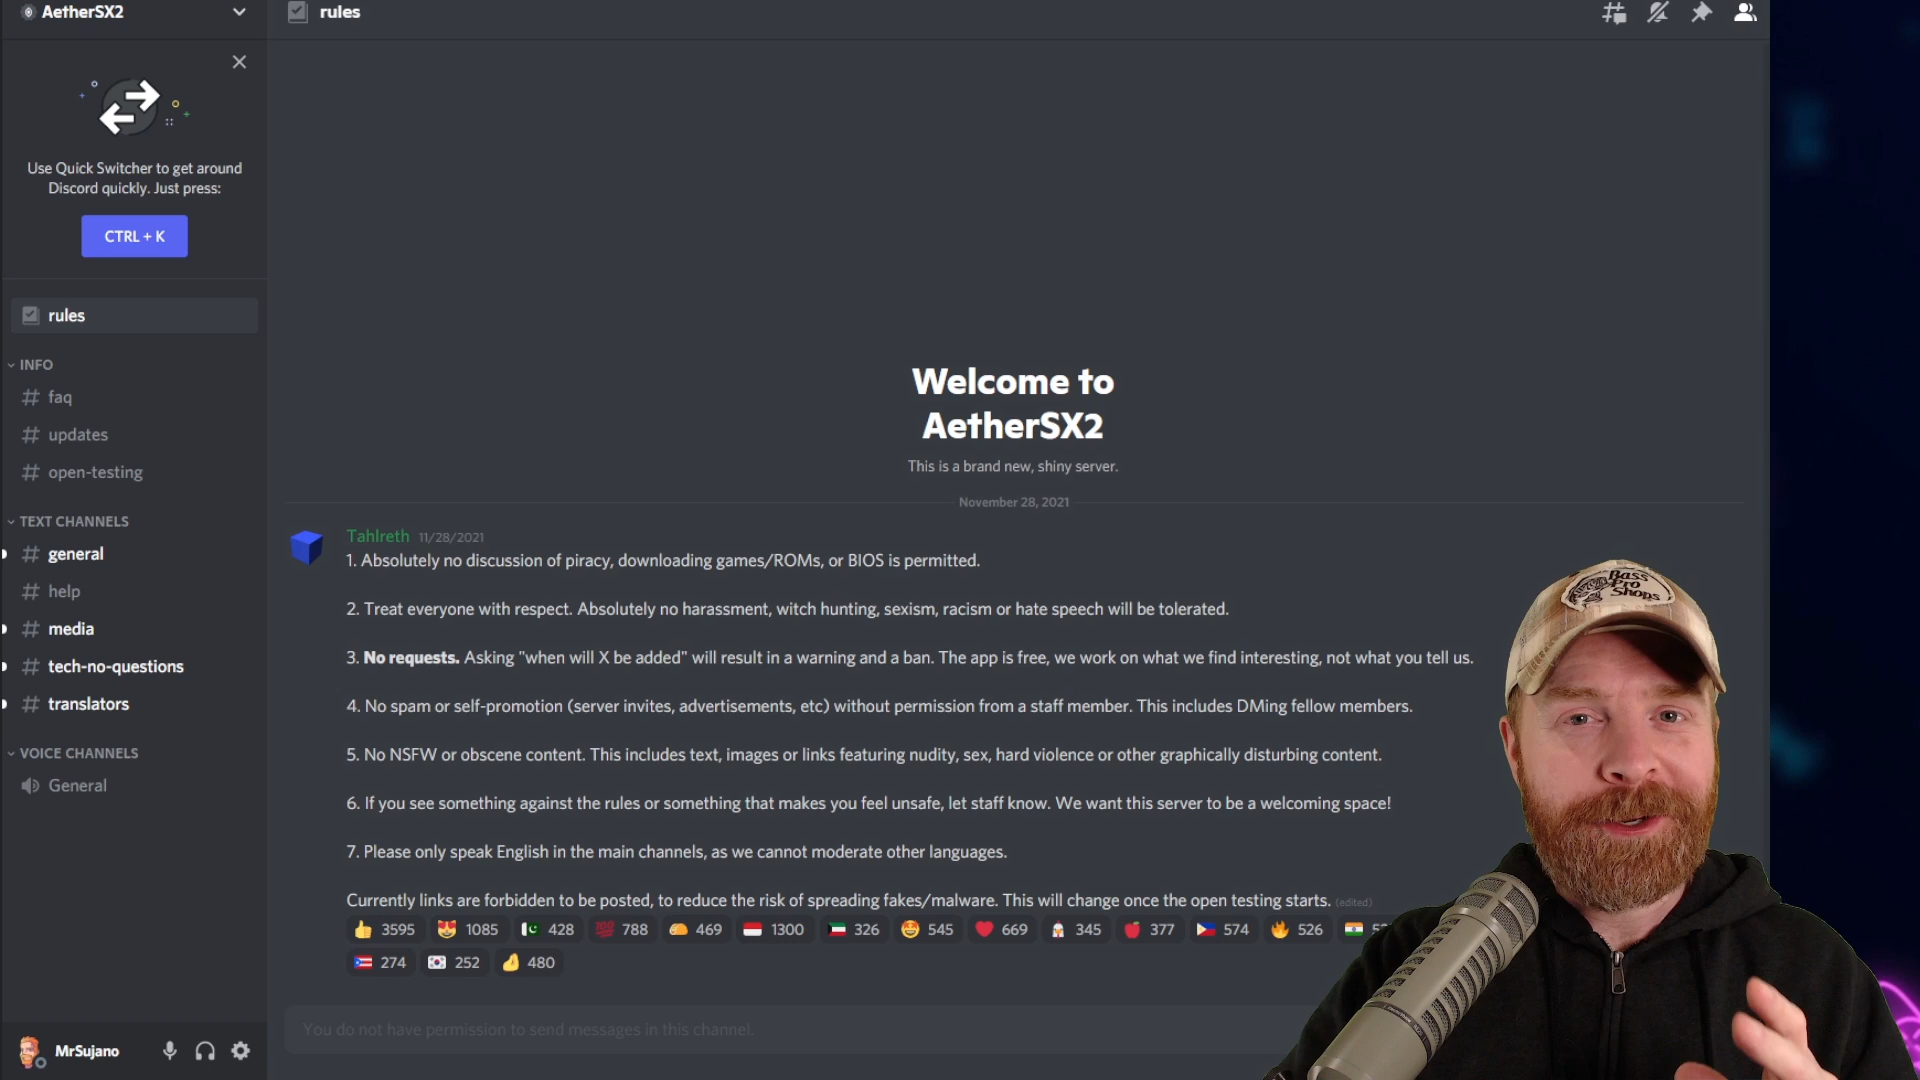 AetherSX2
Use Quick Switcher to get around
Discord quickly. Just press:
CTRL + K
rules
INFO
faq
updates
open-testing
TEXT CHANNELS
general
help
media
tech-no-questions
translators
VOICE CHANNELS
General
MrSujano
rules
Welcome to
AetherSX2
This is a brand new, shiny server.
November 28, 2021
Tahlreth 11/28/2021
1. Absolutely no discussion of piracy, downloading games/ROMs, or BIOS is permitted.
2. Treat everyone with respect. Absolutely no harassment, witch hunting, sexism, racism or hate speech will be tolerated.
3. No requests. Asking "when will X be added" will result in a warning and a ban. The app is free, we work on what we find interesting, not what you tell us.
4. No spam or self-promotion (server invites, advertisements, etc) without permission from a staff member. This includes DMing fellow members.
5. No NSFW or obscene content. This includes text, images or links featuring nudity, sex, hard violence or other graphically disturbing content.
6. If you see something against the rules or something that makes you feel unsafe, let staff know. We want this server to be a welcoming space!
7. Please only speak English in the main channels, as we cannot moderate other languages.
Currently links are forbidden to be posted, to reduce the risk of spreading fakes/malware. This will change once the open testing starts. (edited)
3595 1085 428 788 469 1300 326 545 669 345 377 574 526
274 252 480
You do not have permission to send messages in this channel.
Bass
Pro
Shops